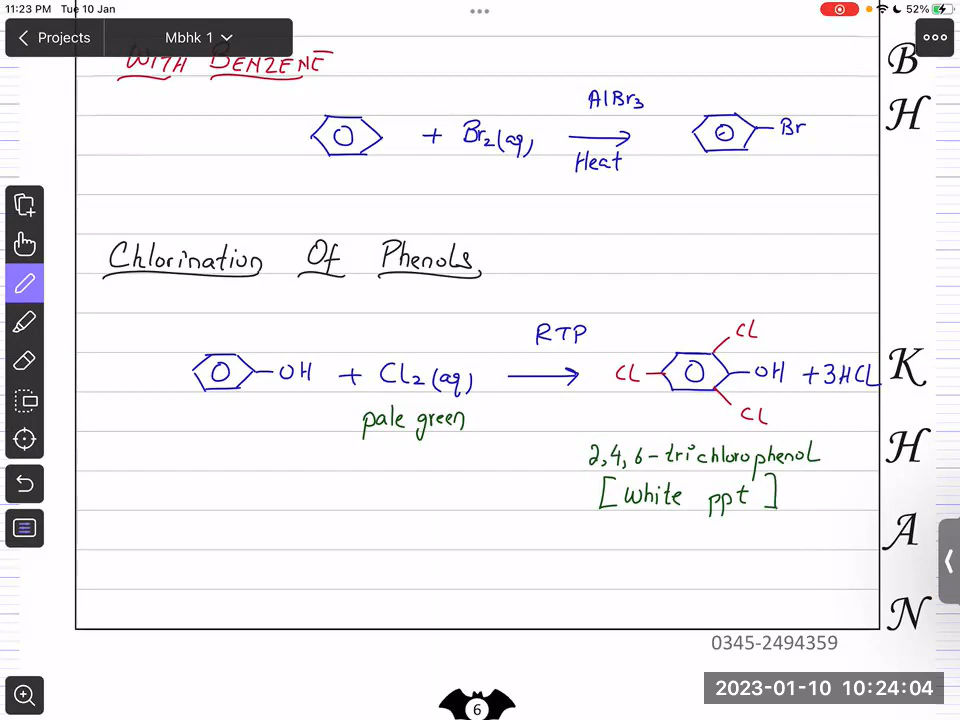 11:23 PM Tue 10 Jan
52%
Projects
Mbhk 1
WITH BENZENE
B
H
AlBr₃
+ Br₂(aq) → Br
Heat
Chlorination Of Phenols
RTP
CL
OH + Cl₂(aq) → CL OH + 3HCL
CL
pale green
2,4,6-trichlorophenol
[white ppt]
K
H
A
N
0345-2494359
2023-01-10 10:24:04
6